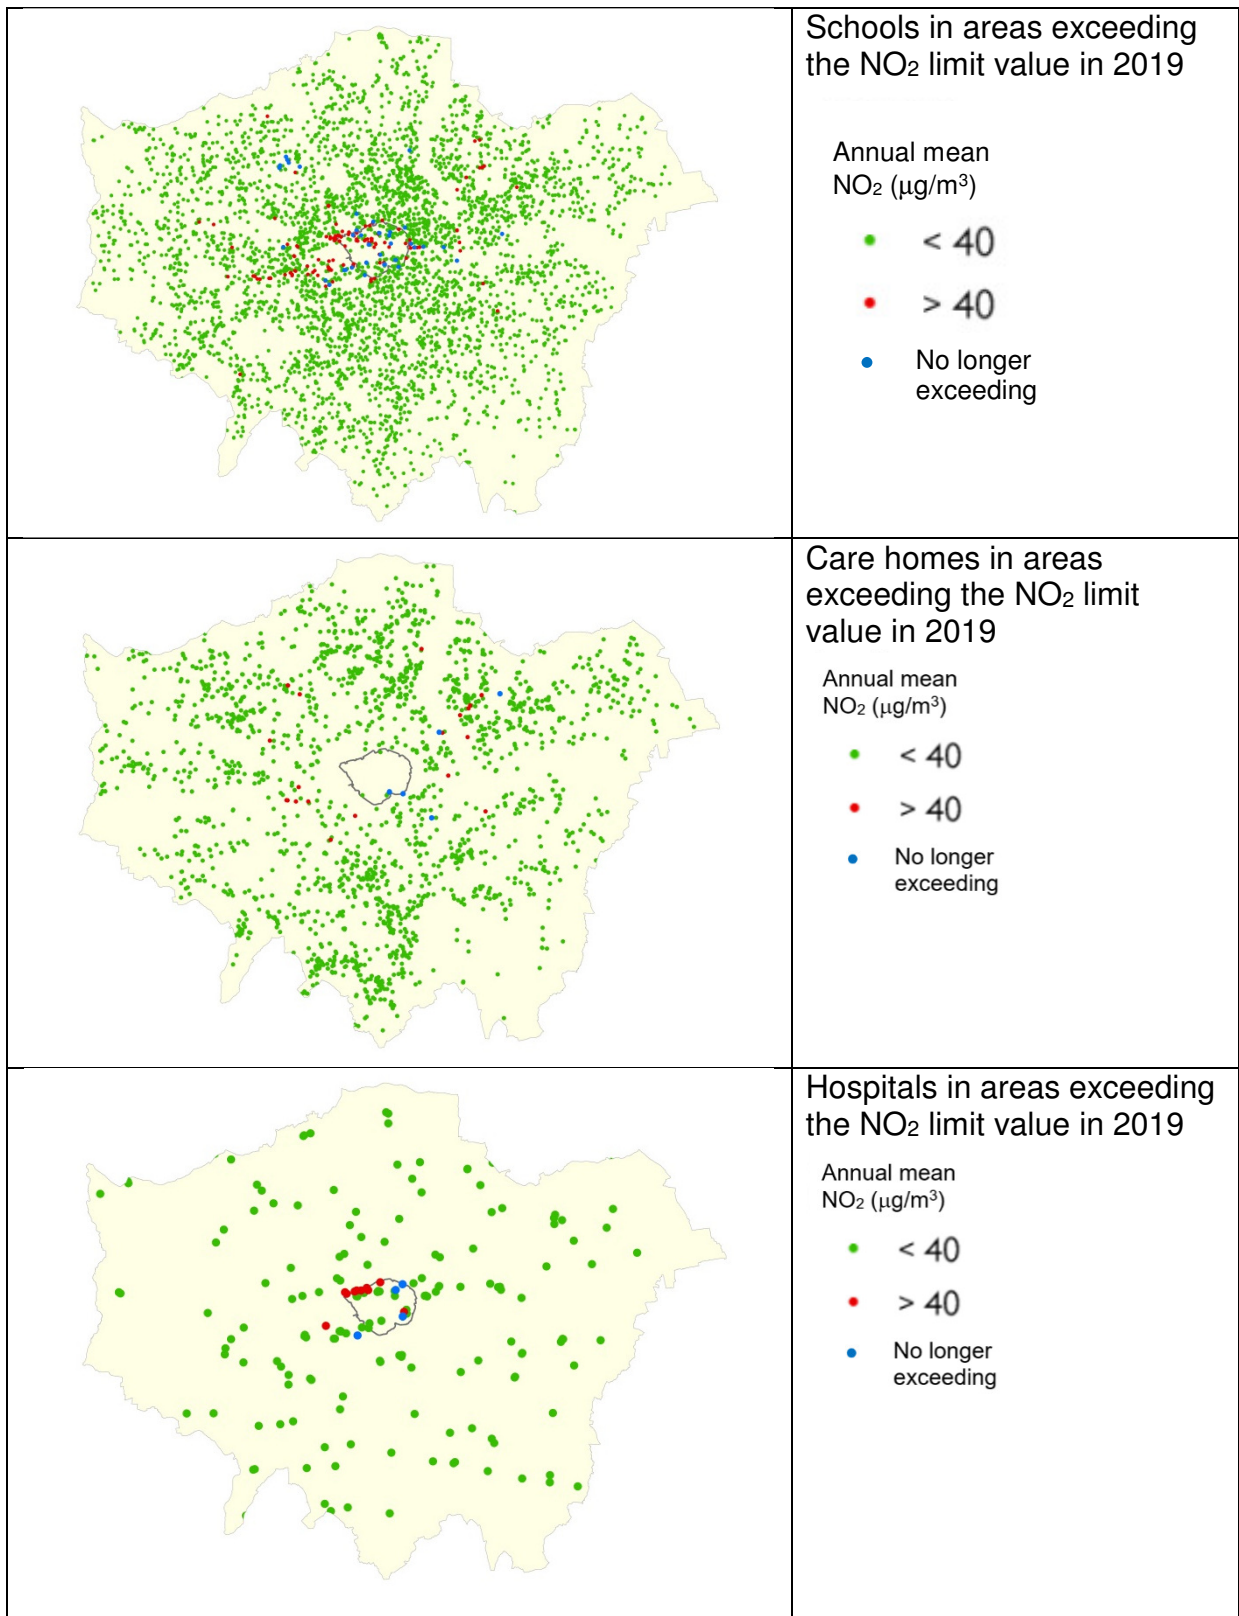 Schools in areas exceeding
the NO₂ limit value in 2019
Annual mean
NO₂ (μg/m³)
< 40
> 40
No longer
exceeding
Care homes in areas
exceeding the NO₂ limit
value in 2019
Annual mean
NO₂ (μg/m³)
< 40
> 40
No longer
exceeding
Hospitals in areas exceeding
the NO₂ limit value in 2019
Annual mean
NO₂ (μg/m³)
< 40
> 40
No longer
exceeding